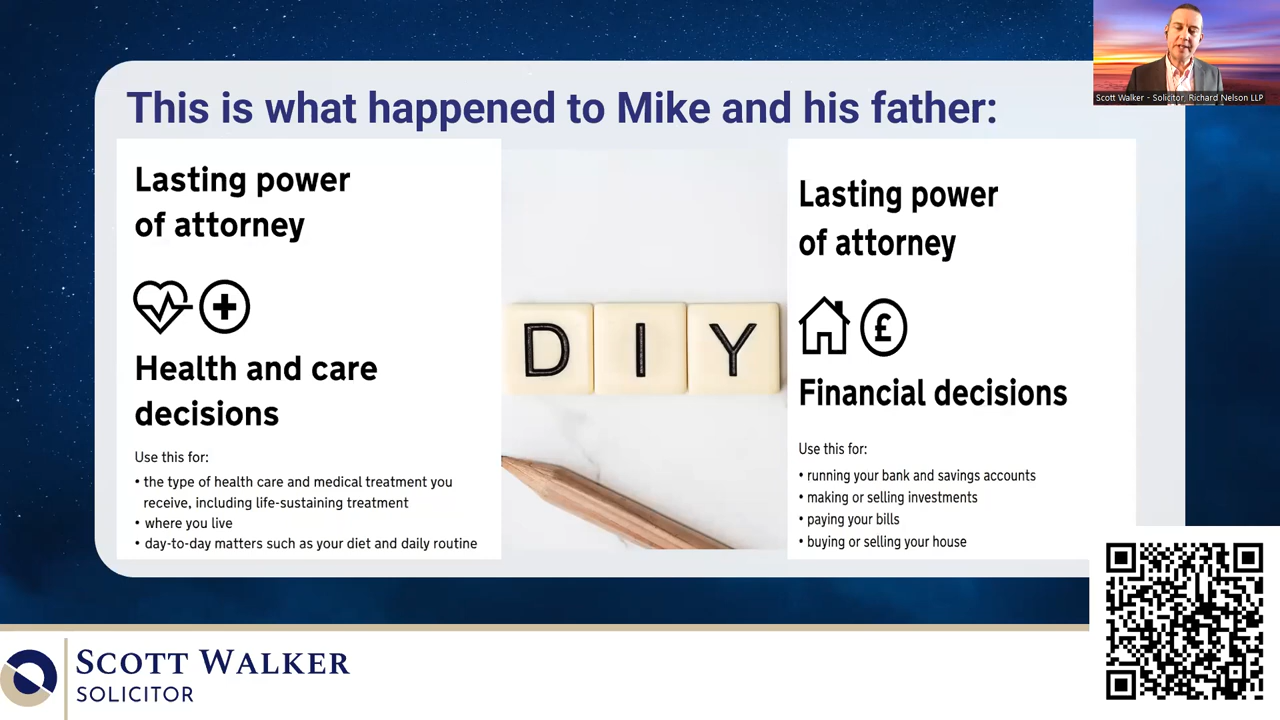 This is what happened to Mike and his father:
Scott Walker - Solicitor, Richard Nelson LLP
Lasting power
of attorney
Health and care
decisions
Use this for:
• the type of health care and medical treatment you
receive, including life-sustaining treatment
• where you live
• day-to-day matters such as your diet and daily routine
D I Y
Lasting power
of attorney
£
Financial decisions
Use this for:
• running your bank and savings accounts
• making or selling investments
• paying your bills
• buying or selling your house
SCOTT WALKER
SOLICITOR